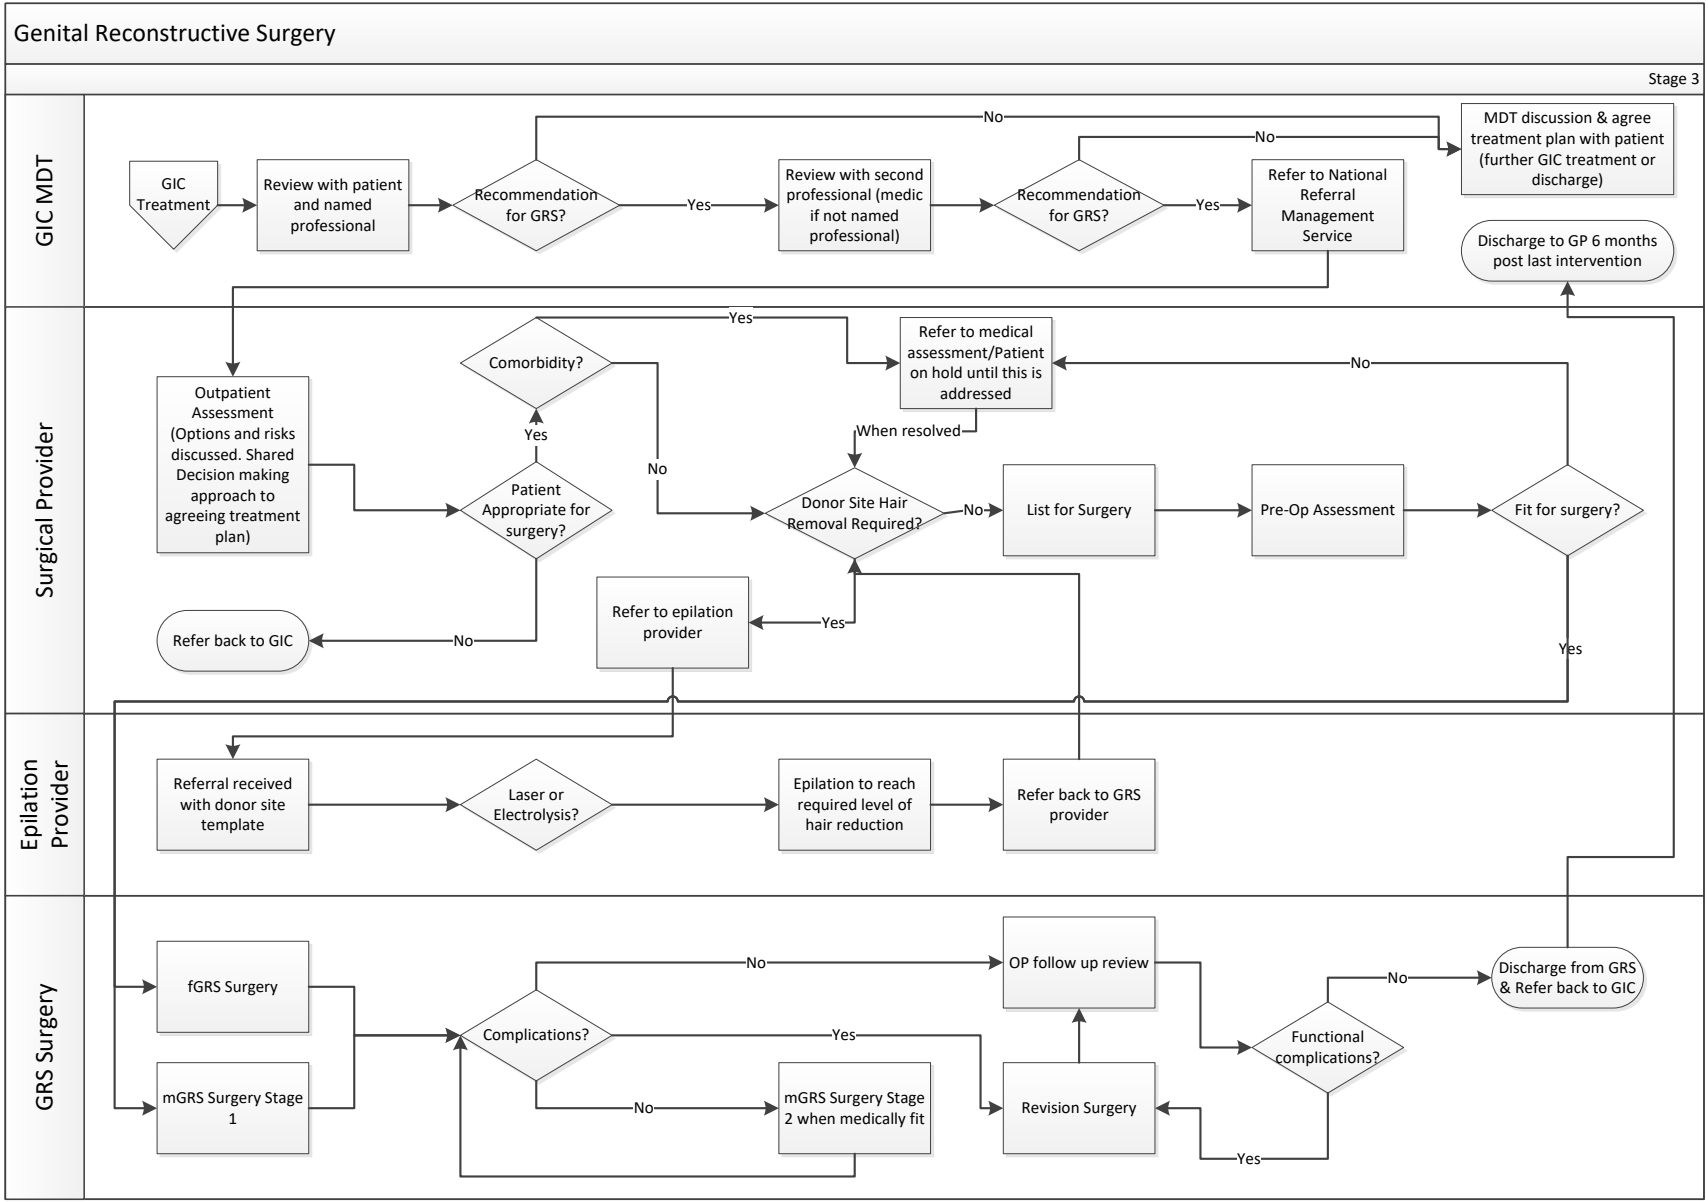 Genital Reconstructive Surgery
Stage 3
GIC MDT
GIC
Treatment
Review with patient
and named
professional
Recommendation
for GRS?
No
Yes
Review with second
professional (medic
if not named
professional)
Recommendation
for GRS?
No
Yes
Refer to National
Referral
Management
Service
MDT discussion & agree
treatment plan with patient
(further GIC treatment or
discharge)
Discharge to GP 6 months
post last intervention
Surgical Provider
Outpatient
Assessment
(Options and risks
discussed. Shared
Decision making
approach to
agreeing treatment
plan)
Patient
Appropriate for
surgery?
Yes
No
Refer back to GIC
Comorbidity?
Yes
No
Refer to medical
assessment/Patient
on hold until this is
addressed
When resolved
Donor Site Hair
Removal Required?
Yes
Refer to epilation
provider
No
List for Surgery
Pre-Op Assessment
Fit for surgery?
No
Yes
Epilation
Provider
Referral received
with donor site
template
Laser or
Electrolysis?
Epilation to reach
required level of
hair reduction
Refer back to GRS
provider
GRS Surgery
fGRS Surgery
mGRS Surgery Stage
1
Complications?
No
Yes
No
mGRS Surgery Stage
2 when medically fit
OP follow up review
Revision Surgery
Functional
complications?
No
Yes
Discharge from GRS
& Refer back to GIC